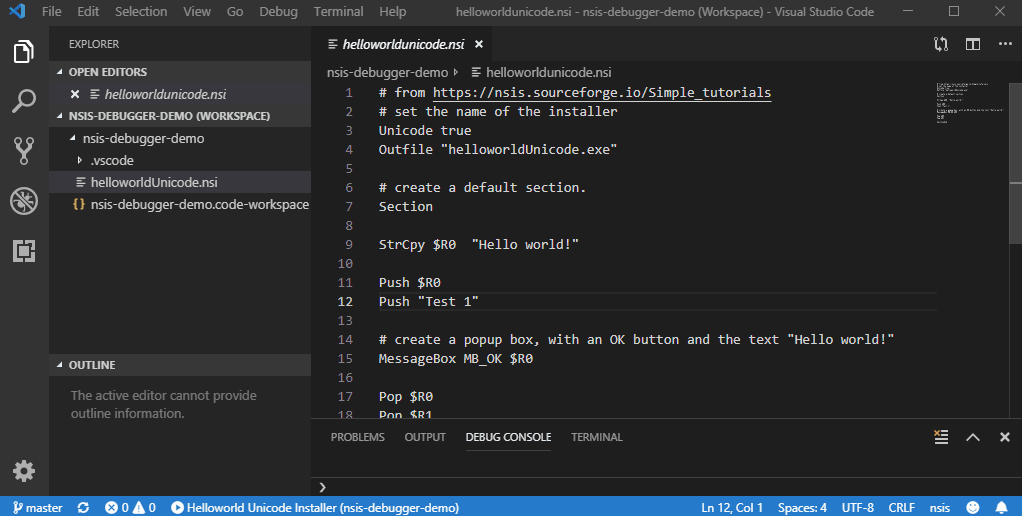 File Edit Selection View Go Debug Terminal Help helloworldunicode.nsi - nsis-debugger-demo (Workspace) - Visual Studio Code
EXPLORER
OPEN EDITORS
helloworldunicode.nsi
NSIS-DEBUGGER-DEMO (WORKSPACE)
nsis-debugger-demo
.vscode
helloworldUnicode.nsi
{} nsis-debugger-demo.code-workspace
OUTLINE
The active editor cannot provide
outline information.
helloworldunicode.nsi
nsis-debugger-demo helloworldunicode.nsi
1 # from https://nsis.sourceforge.io/Simple_tutorials
2 # set the name of the installer
3 Unicode true
4 Outfile "helloworldUnicode.exe"
5
6 # create a default section.
7 Section
8
9 StrCpy $R0  "Hello world!"
10
11 Push $R0
12 Push "Test 1"
13
14 # create a popup box, with an OK button and the text "Hello world!"
15 MessageBox MB_OK $R0
16
17 Pop $R0
18 Pop $R1
PROBLEMS OUTPUT DEBUG CONSOLE TERMINAL
master 0 0 Helloworld Unicode Installer (nsis-debugger-demo) Ln 12, Col 1 Spaces: 4 UTF-8 CRLF nsis